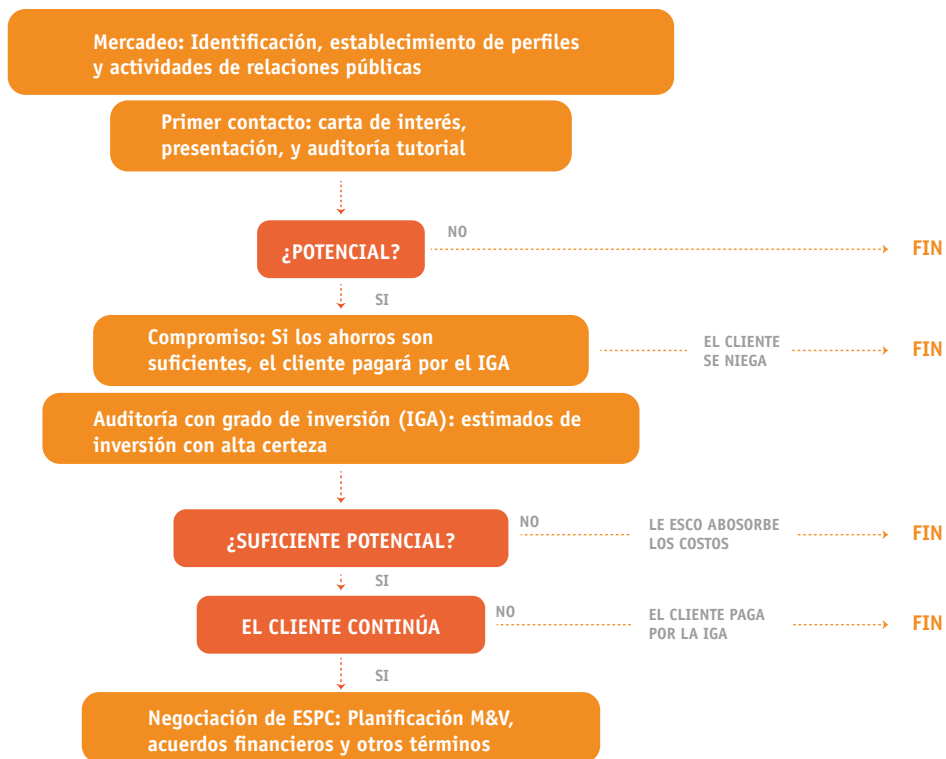 Mercadeo: Identificación, establecimiento de perfiles
y actividades de relaciones públicas
Primer contacto: carta de interés,
presentación, y auditoría tutorial
¿POTENCIAL?
NO
FIN
SI
Compromiso: Si los ahorros son
suficientes, el cliente pagará por el IGA
EL CLIENTE
SE NIEGA
FIN
Auditoría con grado de inversión (IGA): estimados de
inversión con alta certeza
¿SUFICIENTE POTENCIAL?
NO
LE ESCO ABOSORBE
LOS COSTOS
FIN
SI
EL CLIENTE CONTINÚA
NO
EL CLIENTE PAGA
POR LA IGA
FIN
SI
Negociación de ESPC: Planificación M&V,
acuerdos financieros y otros términos